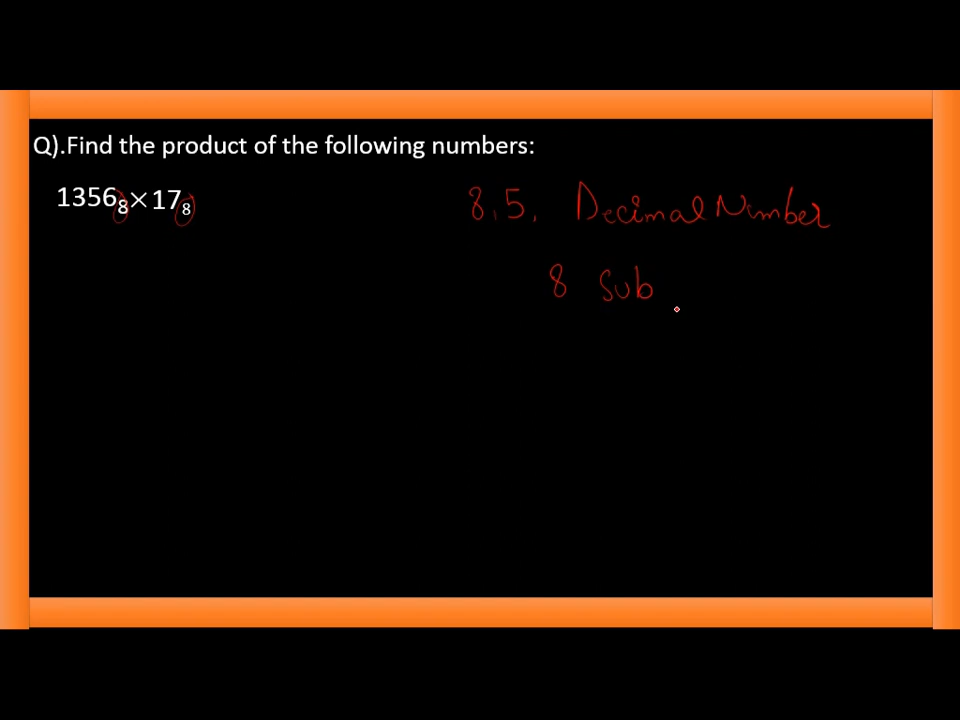 Q).Find the product of the following numbers:
1356₈×17₈
8,5, Decimal Number
8 Sub